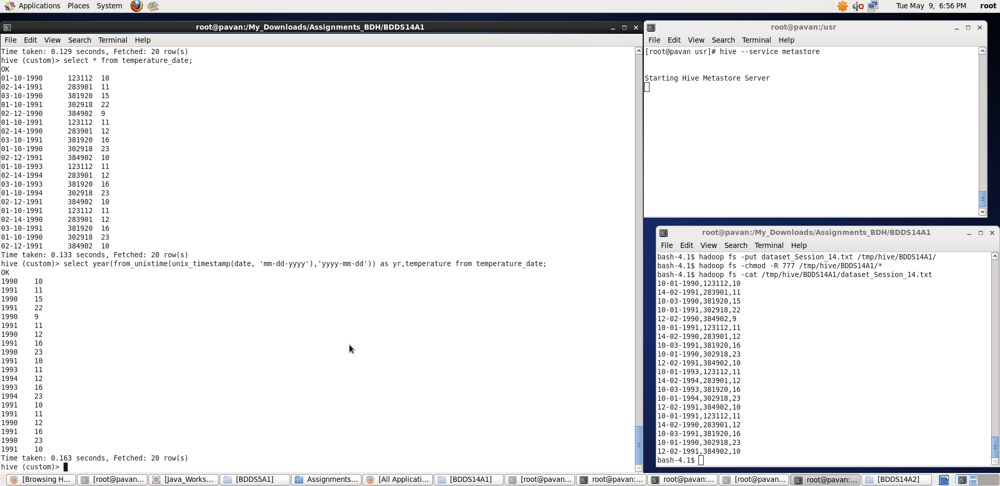 Applications Places System Tue May 9, 6:56 PM root
root@pavan:/My_Downloads/Assignments_BDH/BDDS14A1
File Edit View Search Terminal Help
Time taken: 0.129 seconds, Fetched: 20 row(s)
hive (custom)> select * from temperature_date;
OK
01-10-1990 123112 10
02-14-1991 283901 11
03-10-1990 381920 15
01-10-1991 302918 22
02-12-1990 384902 9
01-10-1991 123112 11
02-14-1990 283901 12
03-10-1991 381920 16
01-10-1990 302918 23
02-12-1991 384902 10
01-10-1993 123112 11
02-14-1994 283901 12
03-10-1993 381920 16
01-10-1994 302918 23
02-12-1991 384902 10
01-10-1991 123112 11
02-14-1990 283901 12
03-10-1991 381920 16
01-10-1990 302918 23
02-12-1991 384902 10
Time taken: 0.133 seconds, Fetched: 20 row(s)
hive (custom)> select year(from_unixtime(unix_timestamp(date, 'mm-dd-yyyy'),'yyyy-mm-dd')) as yr,temperature from temperature_date;
OK
1990 10
1991 11
1990 15
1991 22
1990 9
1991 11
1990 12
1991 16
1990 23
1991 10
1993 11
1994 12
1993 16
1994 23
1991 10
1991 11
1990 12
1991 16
1990 23
1991 10
Time taken: 0.163 seconds, Fetched: 20 row(s)
hive (custom)>
root@pavan:/usr
File Edit View Search Terminal Help
[root@pavan usr]# hive --service metastore
Starting Hive Metastore Server
root@pavan:/My_Downloads/Assignments_BDH/BDDS14A1
File Edit View Search Terminal Help
bash-4.1$ hadoop fs -put dataset_Session_14.txt /tmp/hive/BDDS14A1/
bash-4.1$ hadoop fs -chmod -R 777 /tmp/hive/BDDS14A1/*
bash-4.1$ hadoop fs -cat /tmp/hive/BDDS14A1/dataset_Session_14.txt
10-01-1990,123112,10
14-02-1991,283901,11
10-03-1990,381920,15
10-01-1991,302918,22
12-02-1990,384902,9
10-01-1991,123112,11
14-02-1990,283901,12
10-03-1991,381920,16
10-01-1990,302918,23
12-02-1991,384902,10
10-01-1993,123112,11
14-02-1994,283901,12
10-03-1993,381920,16
10-01-1994,302918,23
12-02-1991,384902,10
10-01-1991,123112,11
14-02-1990,283901,12
10-03-1991,381920,16
10-01-1990,302918,23
12-02-1991,384902,10
bash-4.1$
[Browsing H... [root@pavan... [Java_Works... [BDDS5A1] Assignments... [All Applicati... [BDDS14A1] [root@pavan... root@pavan:... root@pavan:... [root@pavan... root@pavan:... [BDDS14A2]